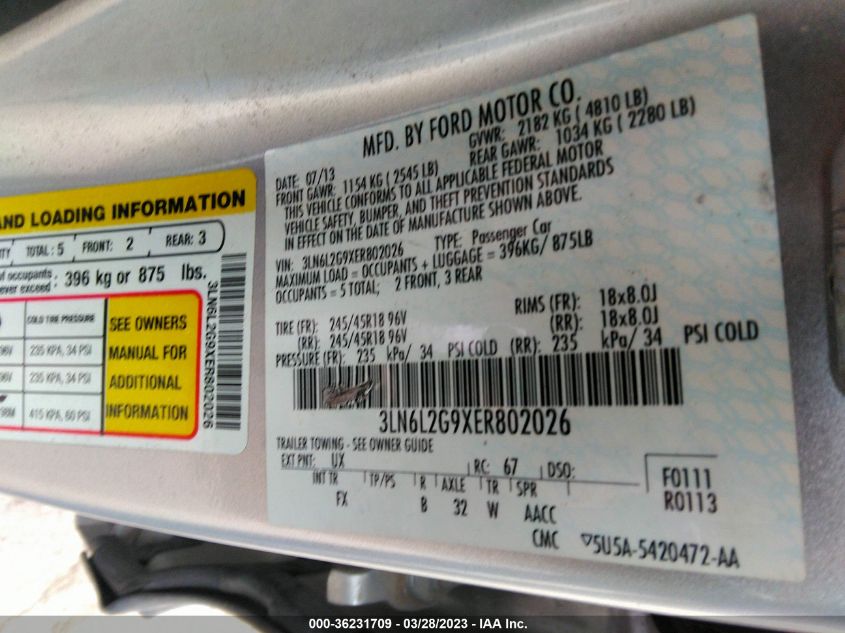 AND LOADING INFORMATION
TOTAL: 5 FRONT: 2 REAR: 3
of occupants
ever exceed: 396 kg or 875 lbs.
COLD TIRE PRESSURE
235 KPA, 34 PSI
235 KPA, 34 PSI
415 KPA, 60 PSI
SEE OWNERS
MANUAL FOR
ADDITIONAL
INFORMATION
3LN6L2G9XER802026
MFD. BY FORD MOTOR CO.
DATE: 07/13 GVWR: 2182 KG ( 4810 LB)
FRONT GAWR: 1154 KG ( 2545 LB) REAR GAWR: 1034 KG ( 2280 LB)
THIS VEHICLE CONFORMS TO ALL APPLICABLE FEDERAL MOTOR
VEHICLE SAFETY, BUMPER, AND THEFT PREVENTION STANDARDS
IN EFFECT ON THE DATE OF MANUFACTURE SHOWN ABOVE.
VIN: 3LN6L2G9XER802026 TYPE: Passenger Car
MAXIMUM LOAD = OCCUPANTS + LUGGAGE = 396KG/ 875LB
OCCUPANTS = 5 TOTAL; 2 FRONT, 3 REAR
TIRE (FR): 245/45R18 96V RIMS (FR): 18x8.0J
(RR): 245/45R18 96V (RR): 18x8.0J
PRESSURE (FR): 235 kPa/ 34 PSI COLD (RR): 235 kPa/ 34 PSI COLD
3LN6L2G9XER802026
TRAILER TOWING - SEE OWNER GUIDE
EXT PNT: UX RC: 67 DSO:
INT TR TP/PS R AXLE TR SPR
FX B 32 W AACC
CMC
F0111
R0113
▽5U5A-5420472-AA
000-36231709 - 03/28/2023 - IAA Inc.